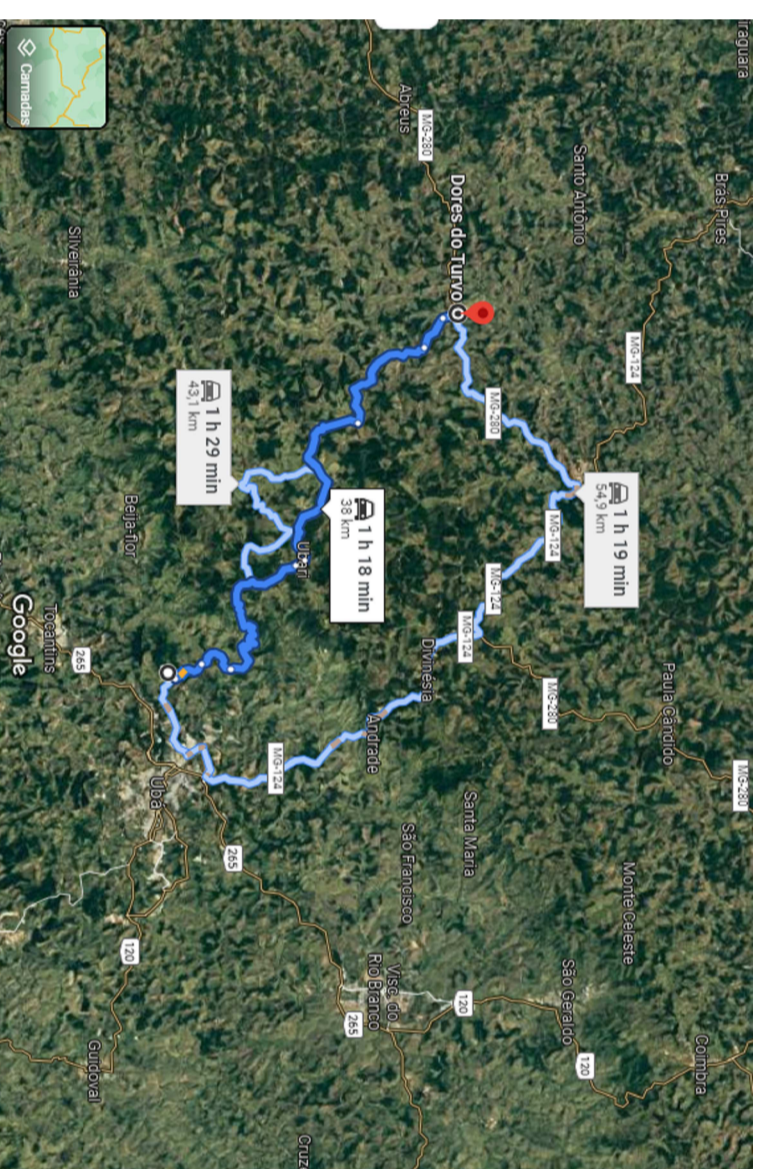 iraguara
MG-280
Brás Pires
Coimbra
Paula Cândido
MG-124
Monte Celeste
1 h 19 min
54,9 km
Santo Antônio
120
São Geraldo
MG-124
MG-280
MG-280
MG-124
Santa Maria
MG-124
120
Dores do Turvo
MG-280
Divinésia
Abreus
São Francisco
Visc. do
Rio Branco
Andrade
1 h 18 min
38 km
265
Ubari
Cruz
MG-124
265
1 h 29 min
43,1 km
Ubá
Beija-flor
120
Guidoval
265
Silveirânia
Tocantins
Camadas
Google